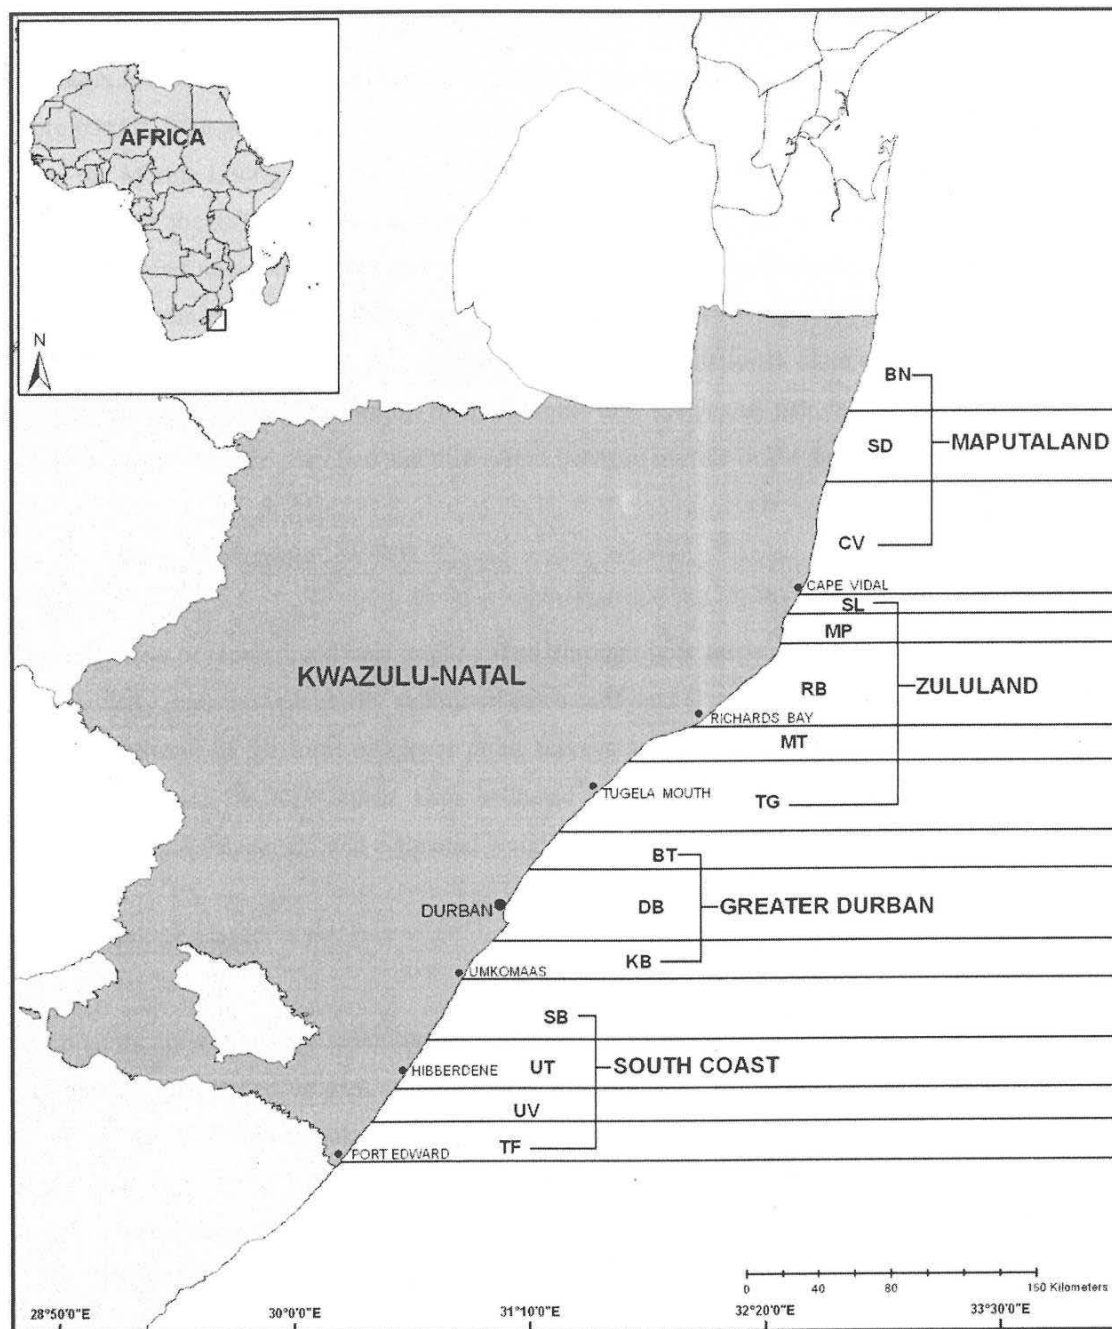 AFRICA
N
BN
SD
MAPUTALAND
CV
CAPE VIDAL
SL
MP
KWAZULU-NATAL
RB
ZULULAND
RICHARDS BAY
MT
TUGELA MOUTH
TG
BT
DURBAN
DB
GREATER DURBAN
KB
UMKOMAAS
SB
HIBBERDENE
UT
SOUTH COAST
UV
PORT EDWARD
TF
0 40 80 160 Kilometers
28°50'0"E 30°0'0"E 31°10'0"E 32°20'0"E 33°30'0"E